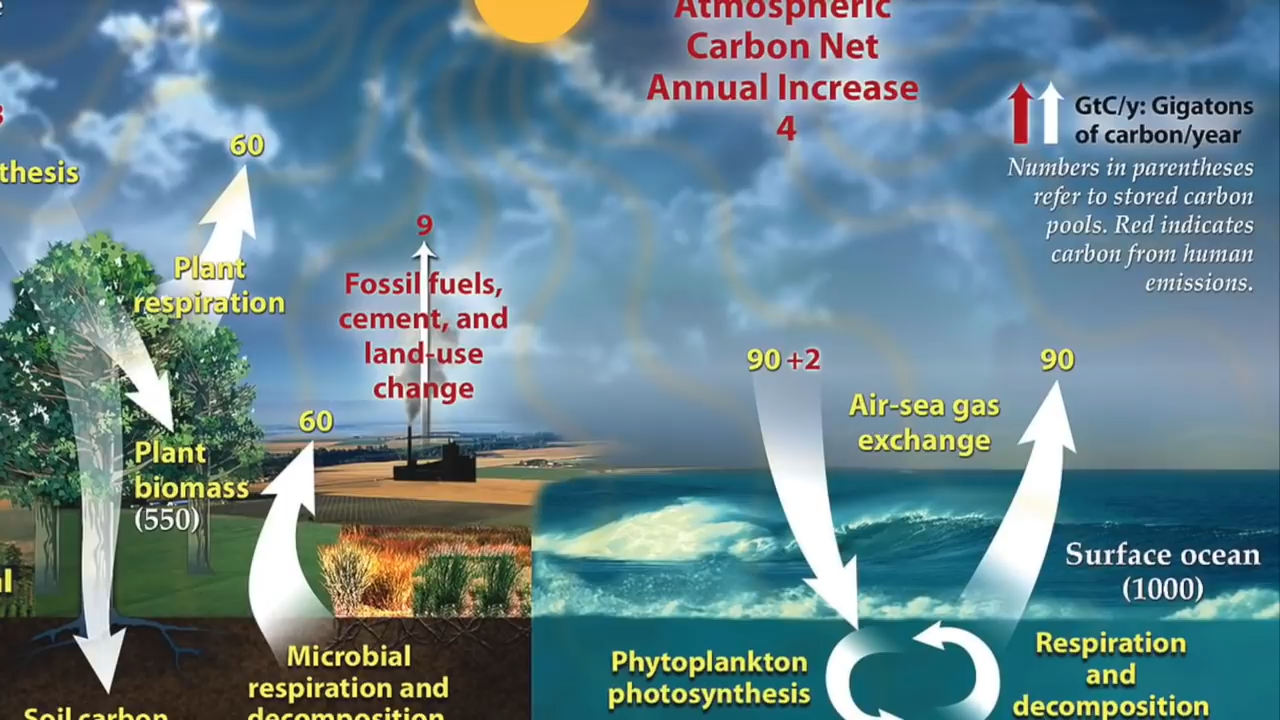 Atmospheric
Carbon Net
Annual Increase
4
GtC/y: Gigatons
of carbon/year
Numbers in parentheses
refer to stored carbon
pools. Red indicates
carbon from human
emissions.
thesis
60
Plant
respiration
9
Fossil fuels,
cement, and
land-use
change
60
Plant
biomass
(550)
90 +2
Air-sea gas
exchange
90
Surface ocean
(1000)
Microbial
respiration and
decomposition
Phytoplankton
photosynthesis
Respiration
and
decomposition
Soil carbon